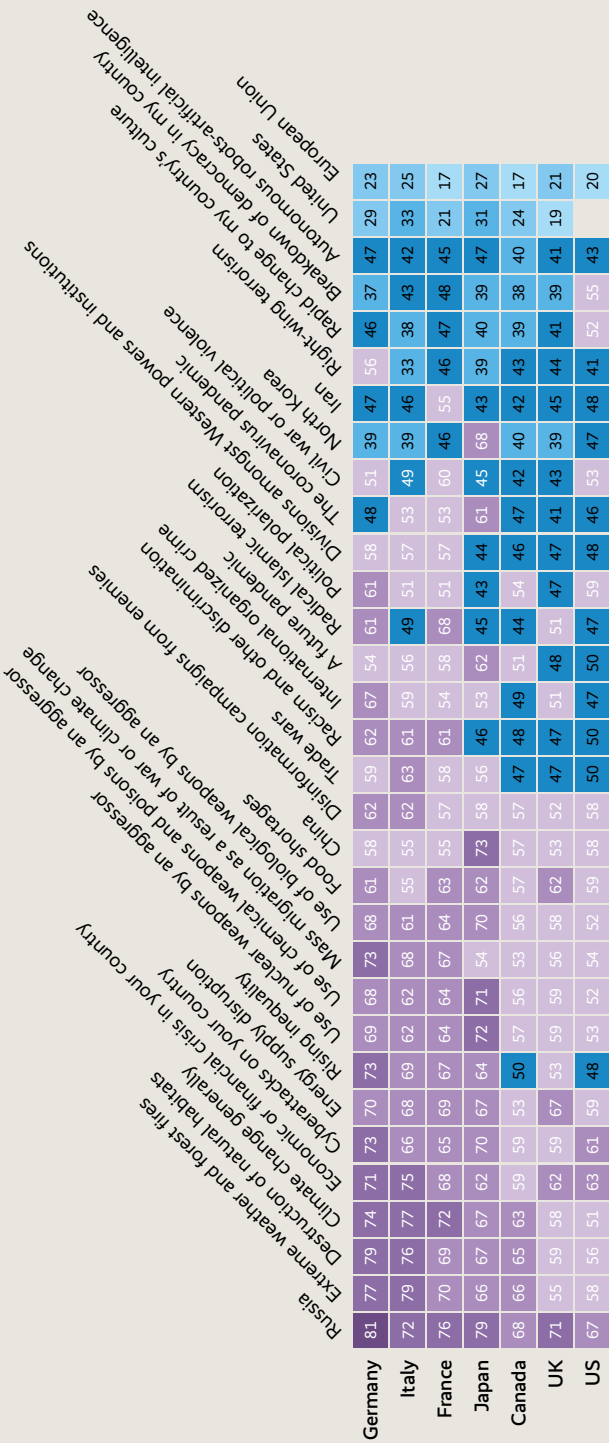 Russia
Extreme weather and forest fires
Destruction of natural habitats
Climate change generally
Economic or financial crisis in your country
Cyberattacks on your country
Energy supply disruption
Rising inequality
Use of nuclear weapons by an aggressor
Use of chemical weapons and poisons by an aggressor
Mass migration as a result of war or climate change
Use of biological weapons by an aggressor
Food shortages
China
Disinformation campaigns from enemies
Trade wars
Racism and other discrimination
International organized crime
A future pandemic
Radical Islamic terrorism
Political polarization
Divisions amongst Western powers and institutions
The coronavirus pandemic
Civil war or political violence
North Korea
Iran
Right-wing terrorism
Rapid change to my country's culture
Breakdown of democracy in my country
Autonomous robots-artificial intelligence
United States
European Union
Germany 81 77 79 74 71 73 70 73 69 68 73 68 61 58 62 59 62 67 54 61 61 58 48 51 39 47 56 46 37 47 29 23
Italy 72 79 76 77 75 66 68 69 62 62 68 61 55 55 62 63 61 59 56 49 51 57 53 49 39 46 33 38 43 42 33 25
France 76 70 69 72 68 65 69 67 64 64 67 64 63 55 57 58 61 54 58 68 51 57 53 60 46 55 46 47 48 45 21 17
Japan 79 66 67 67 62 70 67 64 72 71 54 70 62 73 58 56 46 53 62 45 43 44 61 45 68 43 39 40 39 47 31 27
Canada 68 66 65 63 59 59 53 50 57 56 53 56 57 57 57 47 48 49 51 44 54 46 47 42 40 42 43 39 38 40 24 17
UK 71 55 59 58 62 59 67 53 59 59 56 58 62 53 52 47 47 51 48 51 47 47 41 43 39 45 44 41 39 41 19 21
US 67 58 56 51 63 61 59 48 53 52 54 52 59 58 58 50 50 47 50 47 59 48 46 53 47 48 41 52 55 43 20